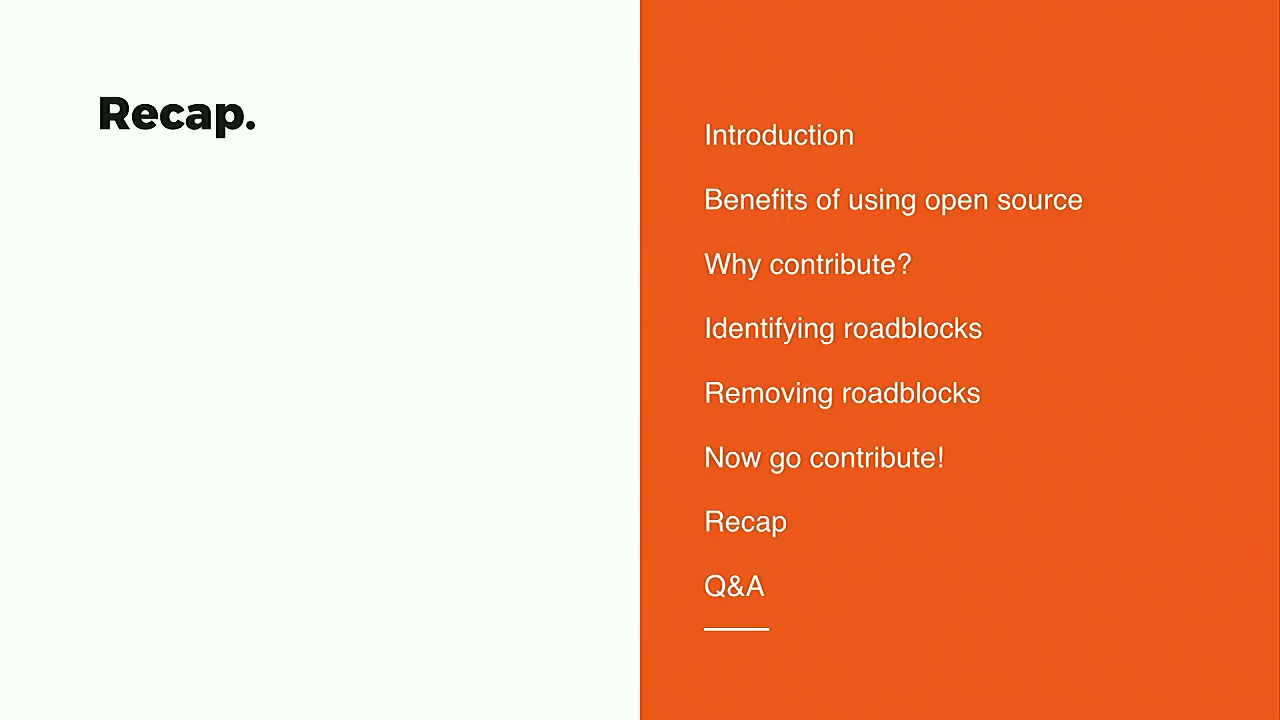 Recap.
Introduction
Benefits of using open source
Why contribute?
Identifying roadblocks
Removing roadblocks
Now go contribute!
Recap
Q&A